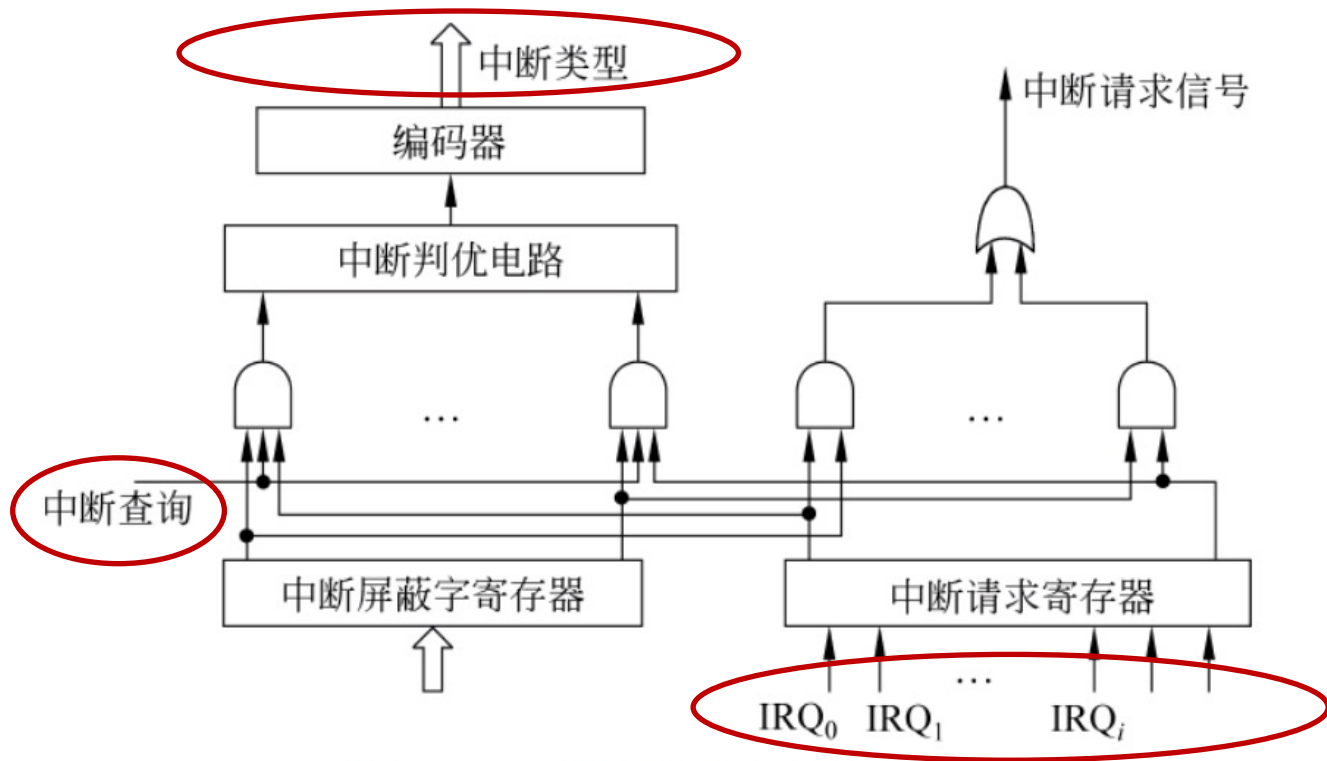 中断类型
中断请求信号
编码器
中断判优电路
…
…
中断查询
中断屏蔽字寄存器
中断请求寄存器
…
IRQ₀ IRQ₁ IRQᵢ